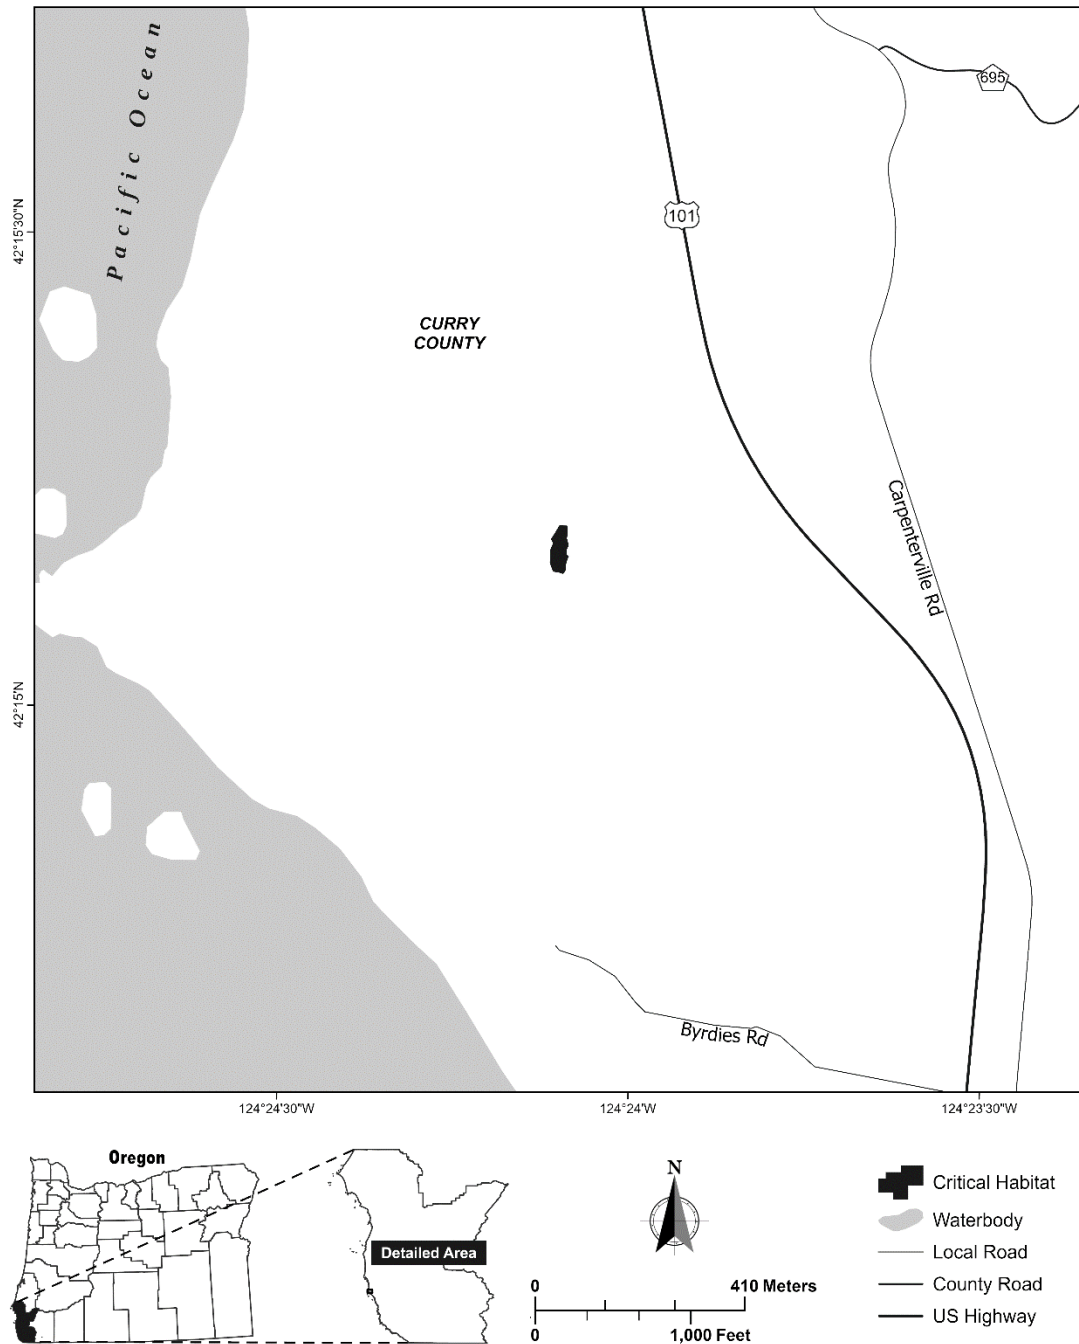 Pacific Ocean
695
101
42°15'30"N
CURRY
COUNTY
Carpenterville Rd
42°15'N
Byrdies Rd
124°24'30"W
124°24'W
124°23'30"W
Oregon
Detailed Area
N
0
410 Meters
0
1,000 Feet
Critical Habitat
Waterbody
Local Road
County Road
US Highway